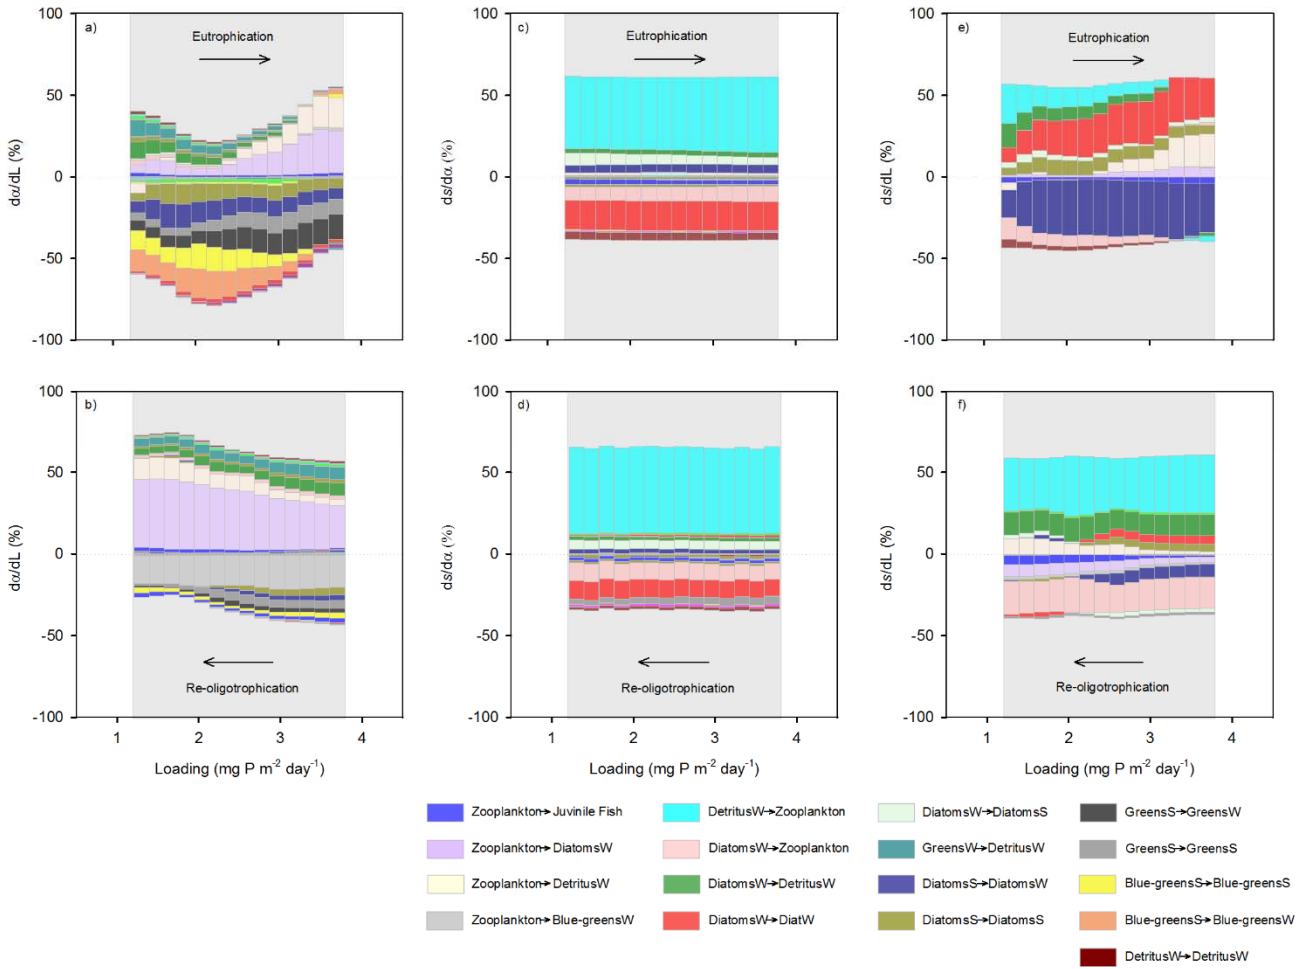 a)
Eutrophication
100
50
0
-50
-100
dα/dL (%)
c)
Eutrophication
100
50
0
-50
-100
ds/dα (%)
e)
Eutrophication
100
50
0
-50
-100
ds/dL (%)
b)
Re-oligotrophication
100
50
0
-50
-100
dα/dL (%)
1 2 3 4
Loading (mg P m⁻² day⁻¹)
d)
Re-oligotrophication
100
50
0
-50
-100
ds/dα (%)
1 2 3 4
Loading (mg P m⁻² day⁻¹)
f)
Re-oligotrophication
100
50
0
-50
-100
ds/dL (%)
1 2 3 4
Loading (mg P m⁻² day⁻¹)
Zooplankton→Juvinile Fish
Zooplankton→DiatomsW
Zooplankton→DetritusW
Zooplankton→Blue-greensW
DetritusW→Zooplankton
DiatomsW→Zooplankton
DiatomsW→DetritusW
DiatomsW→DiatW
DiatomsW→DiatomsS
GreensW→DetritusW
DiatomsS→DiatomsW
DiatomsS→DiatomsS
GreensS→GreensW
GreensS→GreensS
Blue-greensS→Blue-greensS
Blue-greensS→Blue-greensW
DetritusW→DetritusW